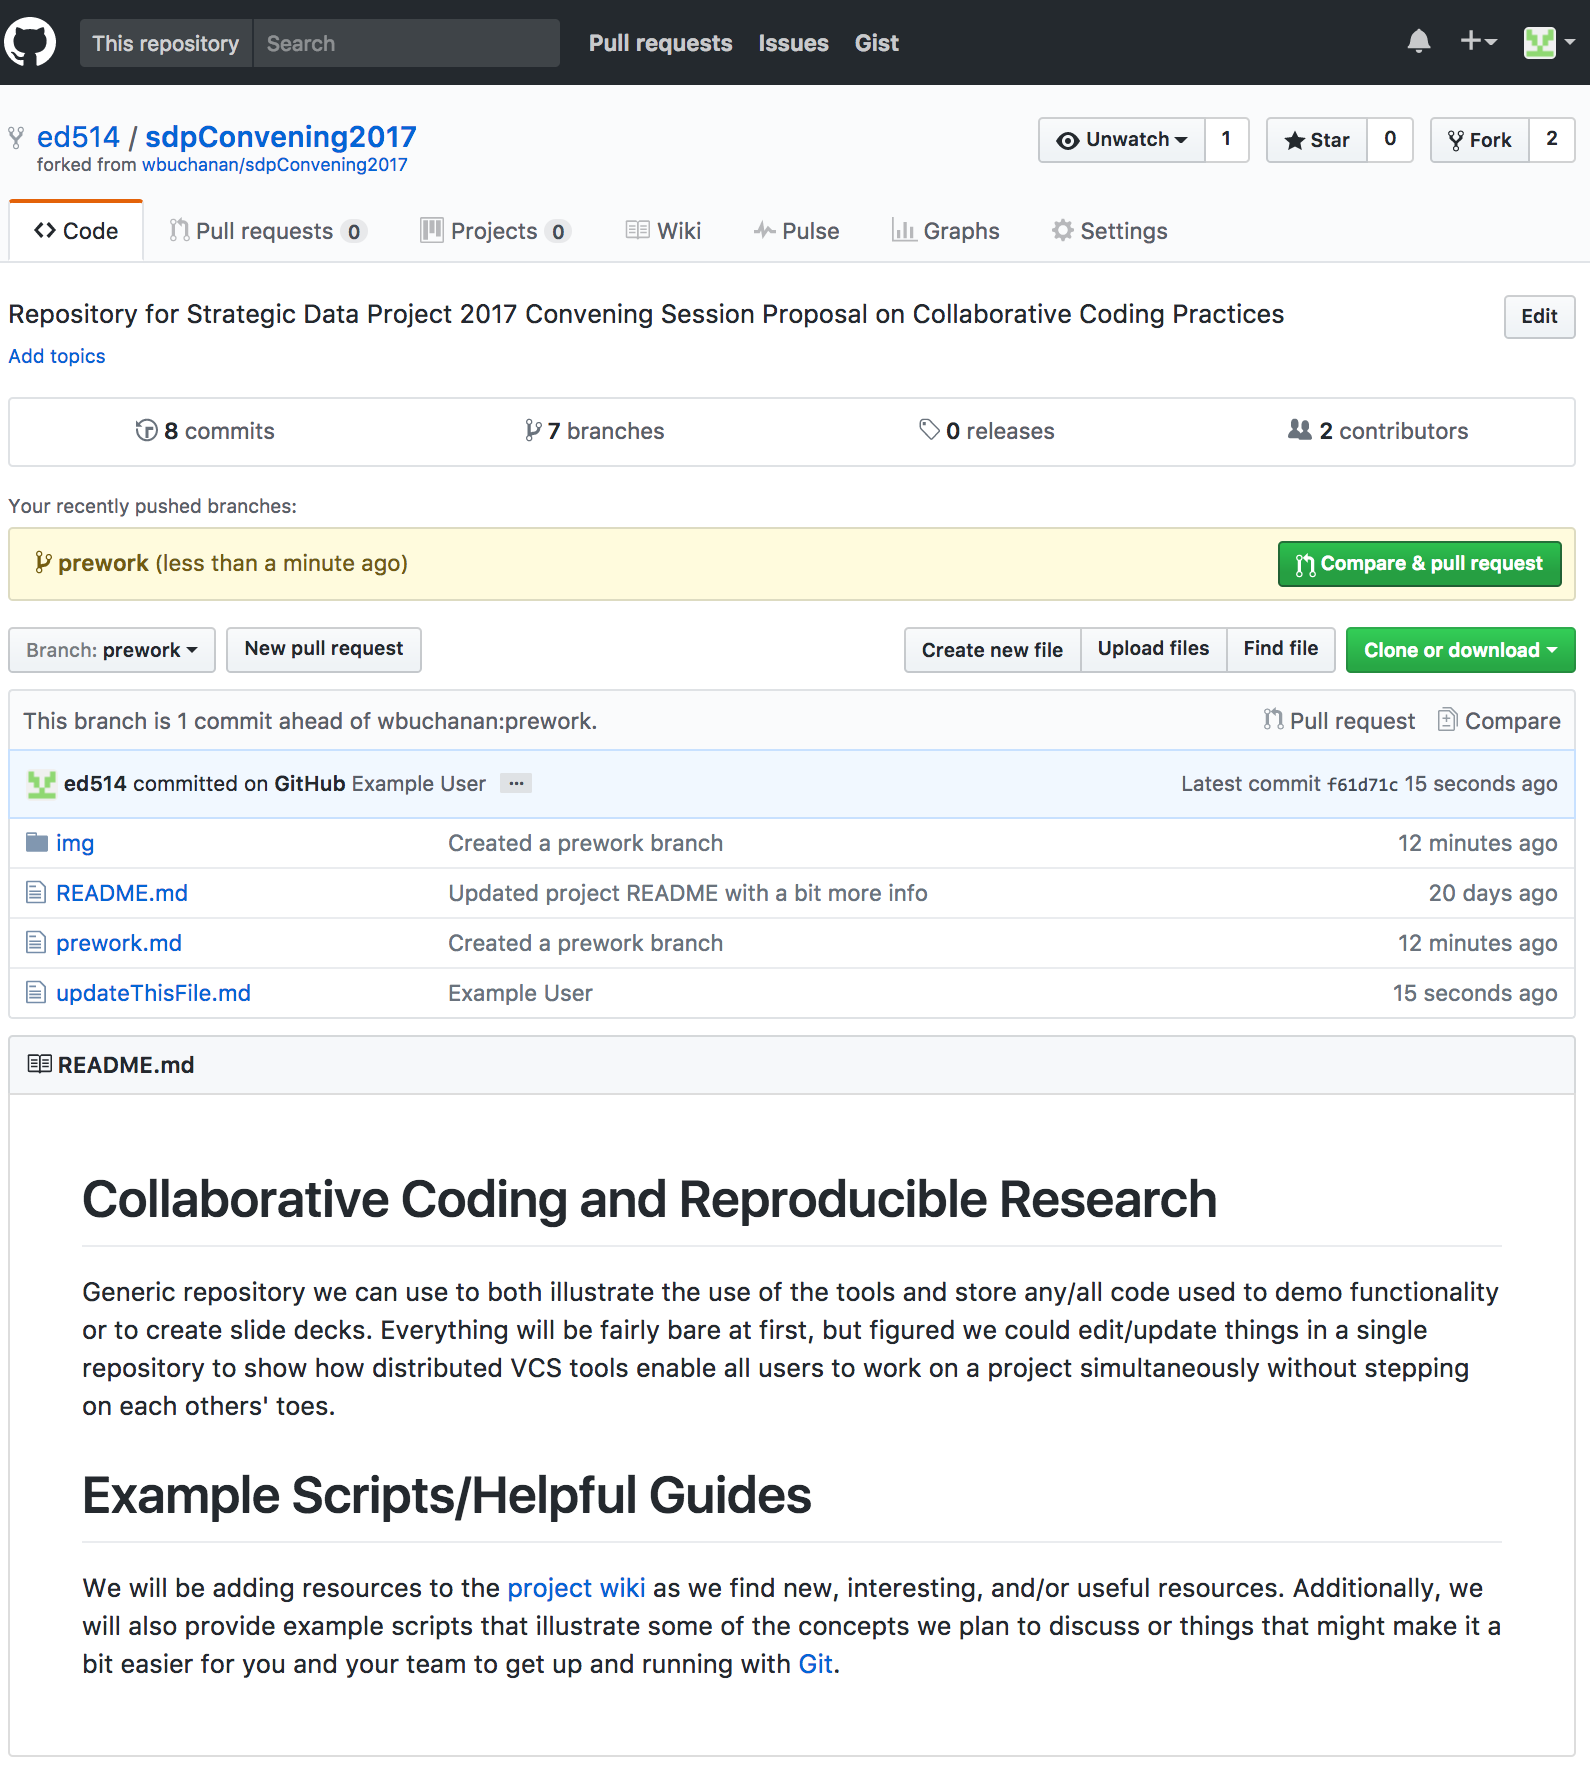 This repository Search Pull requests Issues Gist
ed514 / sdpConvening2017
forked from wbuchanan/sdpConvening2017
Unwatch 1 Star 0 Fork 2
Code Pull requests 0 Projects 0 Wiki Pulse Graphs Settings
Repository for Strategic Data Project 2017 Convening Session Proposal on Collaborative Coding Practices Edit
Add topics
8 commits 7 branches 0 releases 2 contributors
Your recently pushed branches:
prework (less than a minute ago) Compare & pull request
Branch: prework New pull request Create new file Upload files Find file Clone or download
This branch is 1 commit ahead of wbuchanan:prework. Pull request Compare
ed514 committed on GitHub Example User ... Latest commit f61d71c 15 seconds ago
img Created a prework branch 12 minutes ago
README.md Updated project README with a bit more info 20 days ago
prework.md Created a prework branch 12 minutes ago
updateThisFile.md Example User 15 seconds ago
README.md
Collaborative Coding and Reproducible Research
Generic repository we can use to both illustrate the use of the tools and store any/all code used to demo functionality
or to create slide decks. Everything will be fairly bare at first, but figured we could edit/update things in a single
repository to show how distributed VCS tools enable all users to work on a project simultaneously without stepping
on each others' toes.
Example Scripts/Helpful Guides
We will be adding resources to the project wiki as we find new, interesting, and/or useful resources. Additionally, we
will also provide example scripts that illustrate some of the concepts we plan to discuss or things that might make it a
bit easier for you and your team to get up and running with Git.